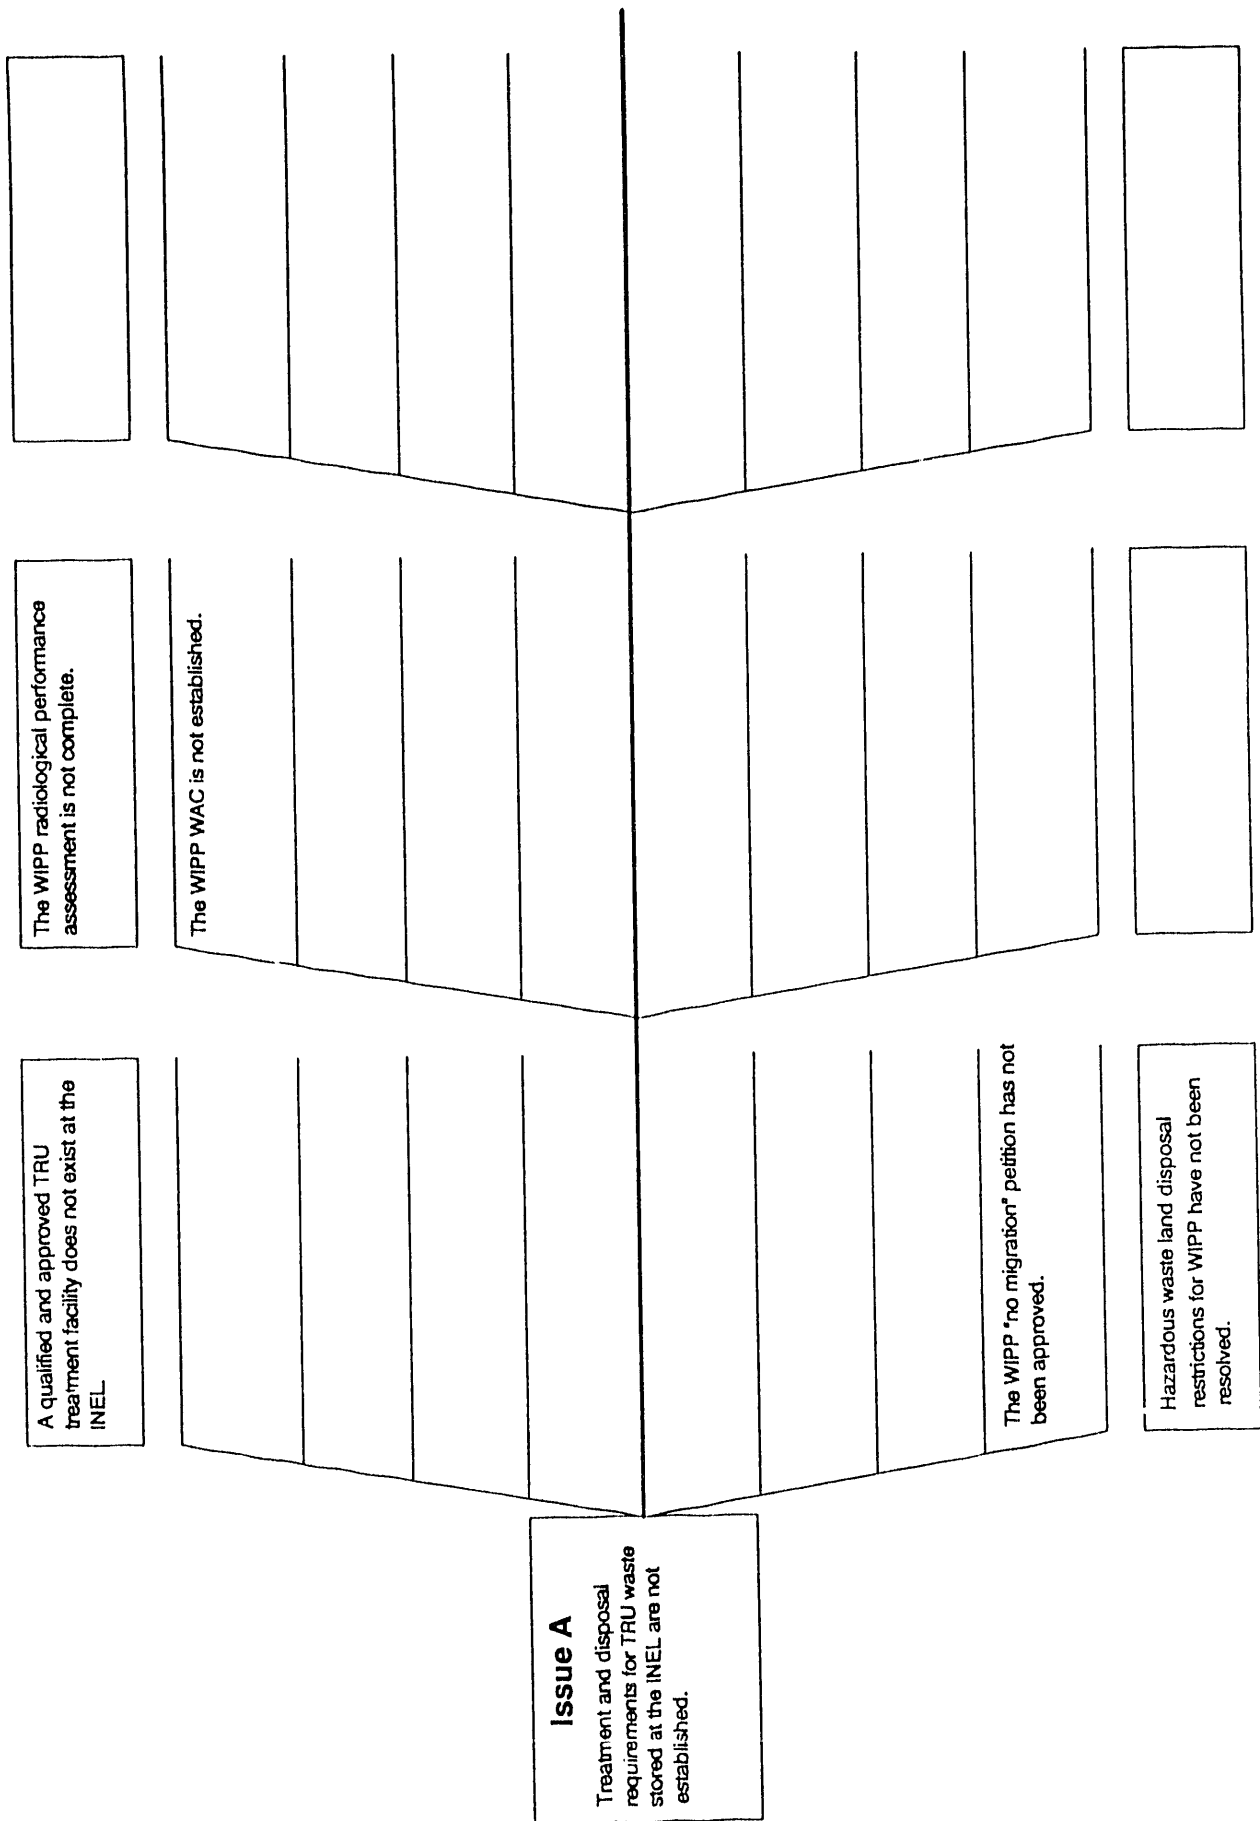 Issue A
Treatment and disposal
requirements for TRU waste
stored at the INEL are not
established.
A qualified and approved TRU
treatment facility does not exist at the
INEL.
The WIPP radiological performance
assessment is not complete.
The WIPP WAC is not established.
The WIPP "no migration" petition has not
been approved.
Hazardous waste land disposal
restrictions for WIPP have not been
resolved.